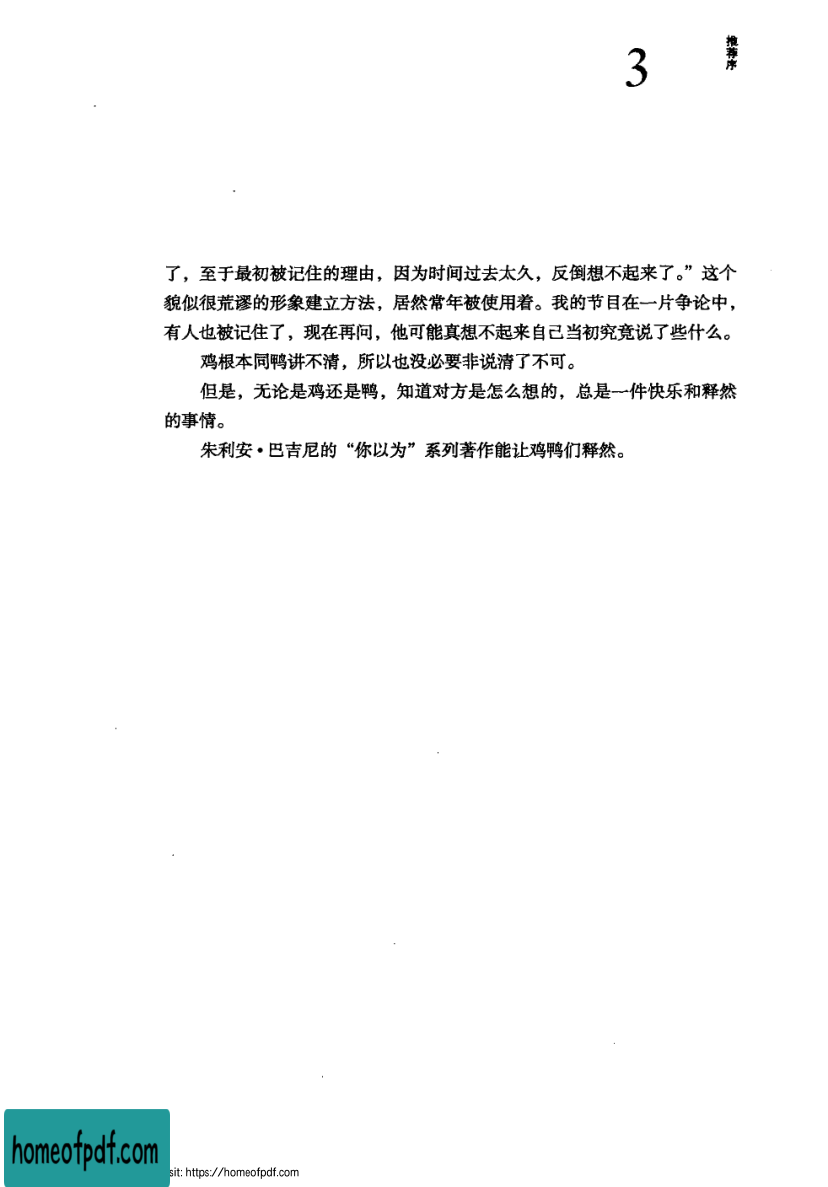 推荐序
3
了，至于最初被记住的理由，因为时间过去太久，反倒想不起来了。”这个
貌似很荒谬的形象建立方法，居然常年被使用着。我的节目在一片争论中，
有人也被记住了，现在再问，他可能真想不起来自己当初究竟说了些什么。
鸡根本同鸭讲不清，所以也没必要非说清了不可。
但是，无论是鸡还是鸭，知道对方是怎么想的，总是一件快乐和释然
的事情。
朱利安·巴吉尼的“你以为”系列著作能让鸡鸭们释然。
homeofpdf.com
sit: https://homeofpdf.com